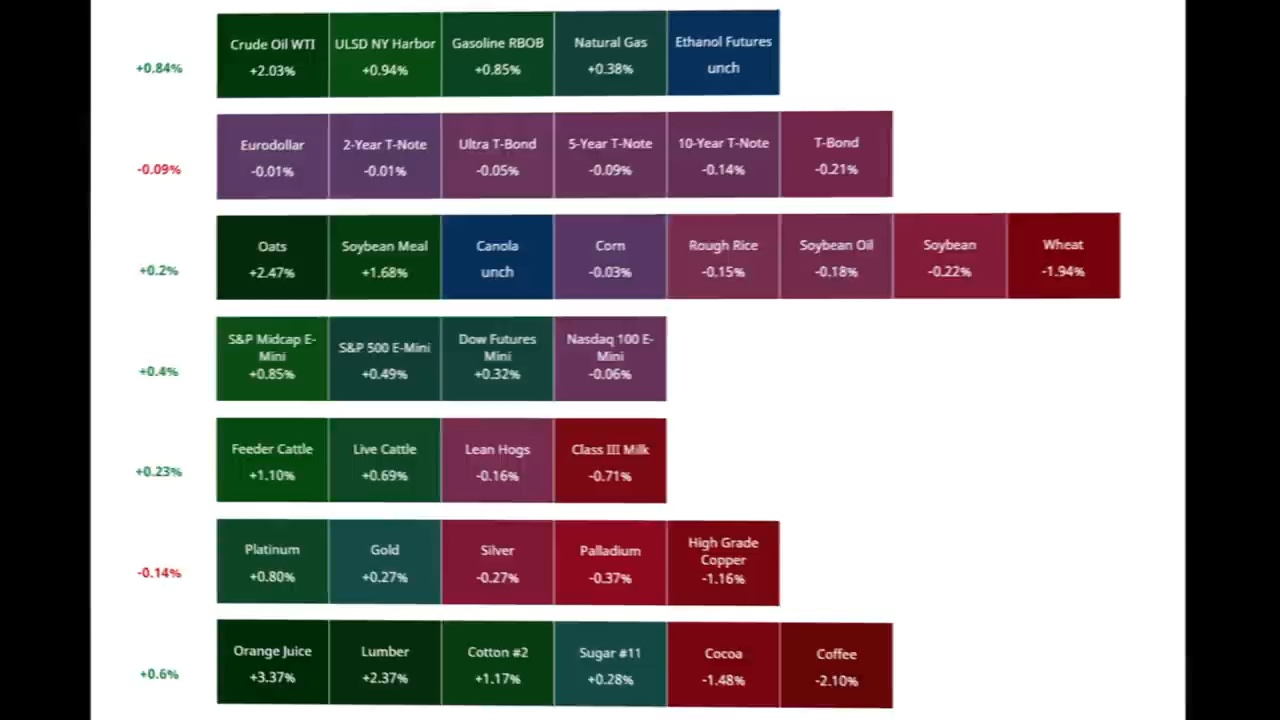 +0.84%
Crude Oil WTI
+2.03%
ULSD NY Harbor
+0.94%
Gasoline RBOB
+0.85%
Natural Gas
+0.38%
Ethanol Futures
unch
-0.09%
Eurodollar
-0.01%
2-Year T-Note
-0.01%
Ultra T-Bond
-0.05%
5-Year T-Note
-0.09%
10-Year T-Note
-0.14%
T-Bond
-0.21%
+0.2%
Oats
+2.47%
Soybean Meal
+1.68%
Canola
unch
Corn
-0.03%
Rough Rice
-0.15%
Soybean Oil
-0.18%
Soybean
-0.22%
Wheat
-1.94%
+0.4%
S&P Midcap E-
Mini
+0.85%
S&P 500 E-Mini
+0.49%
Dow Futures
Mini
+0.32%
Nasdaq 100 E-
Mini
-0.06%
+0.23%
Feeder Cattle
+1.10%
Live Cattle
+0.69%
Lean Hogs
-0.16%
Class III Milk
-0.71%
-0.14%
Platinum
+0.80%
Gold
+0.27%
Silver
-0.27%
Palladium
-0.37%
High Grade
Copper
-1.16%
+0.6%
Orange Juice
+3.37%
Lumber
+2.37%
Cotton #2
+1.17%
Sugar #11
+0.28%
Cocoa
-1.48%
Coffee
-2.10%